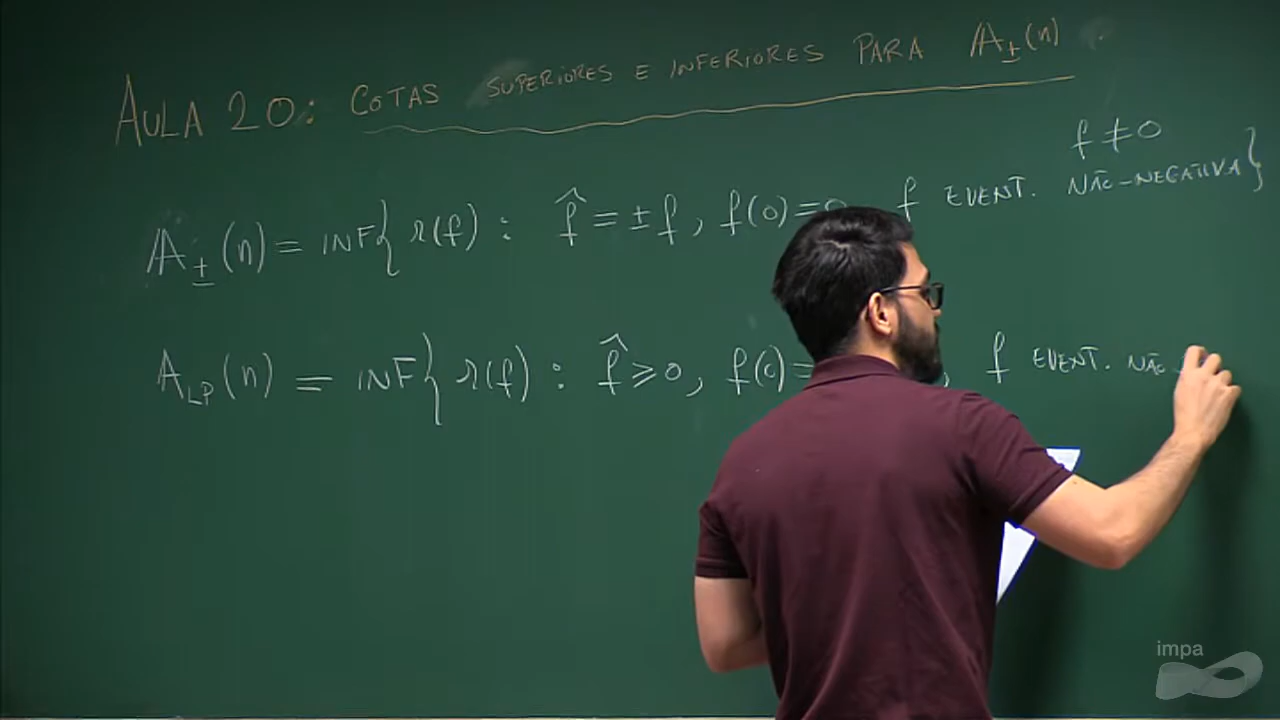 AULA 20: COTAS SUPERIORES E INFERIORES PARA 𝔸±(n)
f ≠ 0
𝔸±(n) = INF{ r(f) : f̂ = ±f, f(0)=0 f EVENT. NÃO-NEGATIVA}
A_LP(n) = INF{ r(f) : f̂ ⩾ 0, f(0)= , f EVENT. NÃO
impa